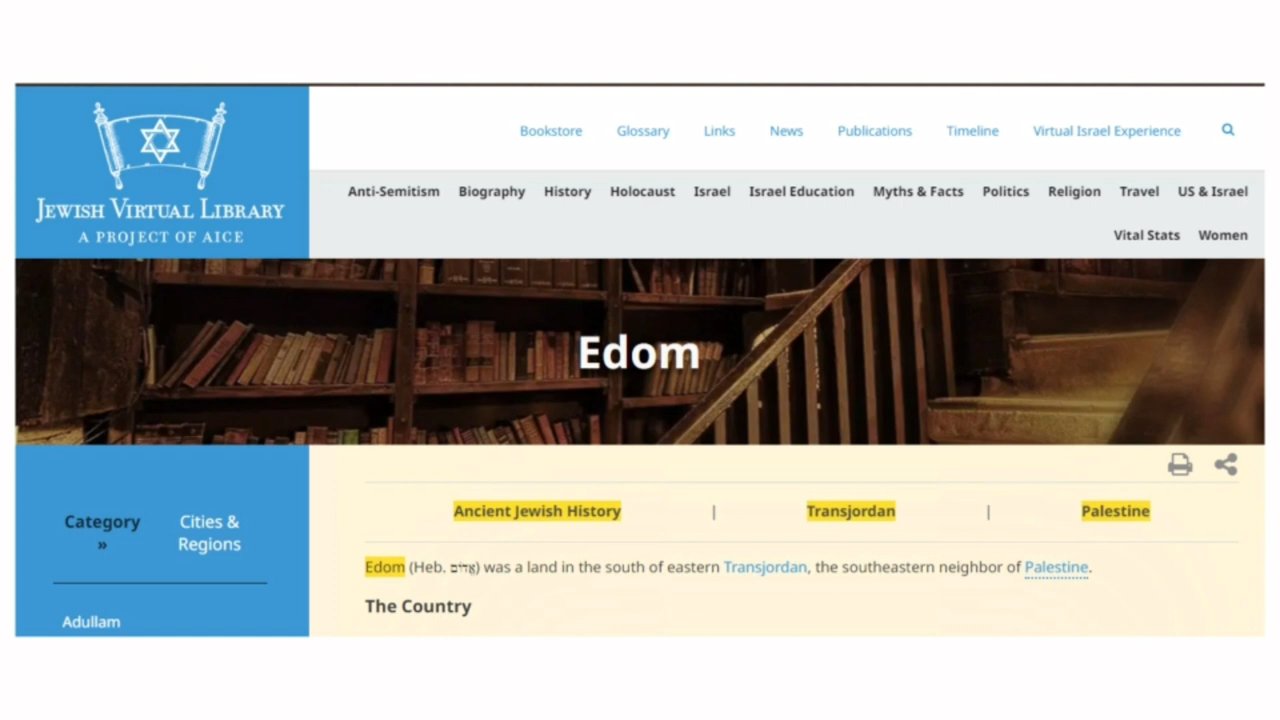 Bookstore Glossary Links News Publications Timeline Virtual Israel Experience
JEWISH VIRTUAL LIBRARY
A PROJECT OF AICE
Anti-Semitism Biography History Holocaust Israel Israel Education Myths & Facts Politics Religion Travel US & Israel
Vital Stats Women
Edom
Category » Cities &
Regions
Adullam
Ancient Jewish History | Transjordan | Palestine
Edom (Heb. אֱדוֹם) was a land in the south of eastern Transjordan, the southeastern neighbor of Palestine.
The Country